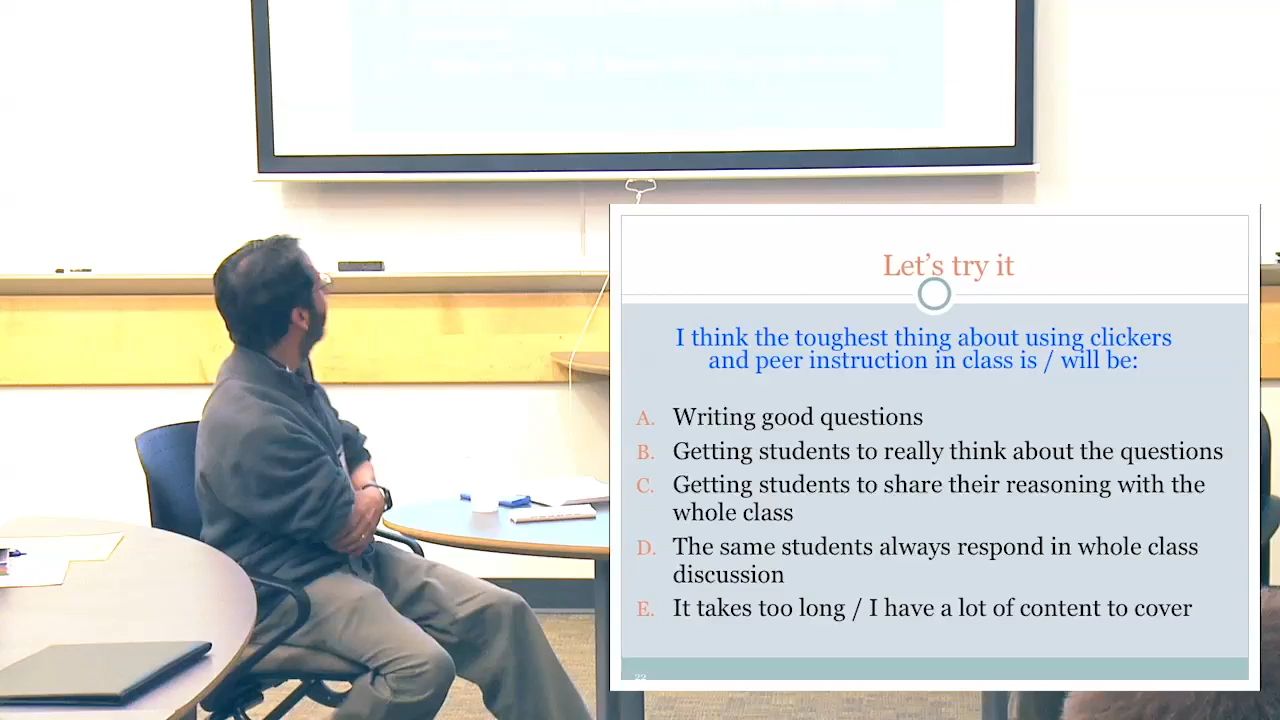 Let's try it
I think the toughest thing about using clickers
and peer instruction in class is / will be:
A. Writing good questions
B. Getting students to really think about the questions
C. Getting students to share their reasoning with the
whole class
D. The same students always respond in whole class
discussion
E. It takes too long / I have a lot of content to cover
22